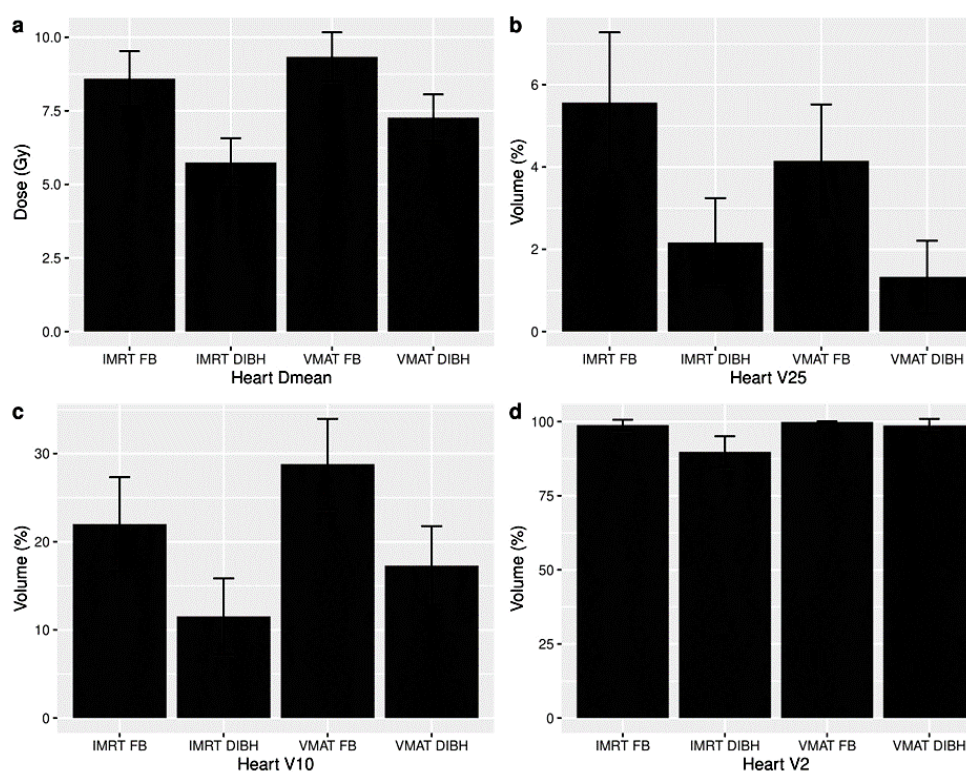 a
10.0
7.5
5.0
2.5
0.0
Dose (Gy)
IMRT FB IMRT DIBH VMAT FB VMAT DIBH
Heart Dmean
b
6
4
2
0
Volume (%)
IMRT FB IMRT DIBH VMAT FB VMAT DIBH
Heart V25
c
30
20
10
0
Volume (%)
IMRT FB IMRT DIBH VMAT FB VMAT DIBH
Heart V10
d
100
75
50
25
0
Volume (%)
IMRT FB IMRT DIBH VMAT FB VMAT DIBH
Heart V2